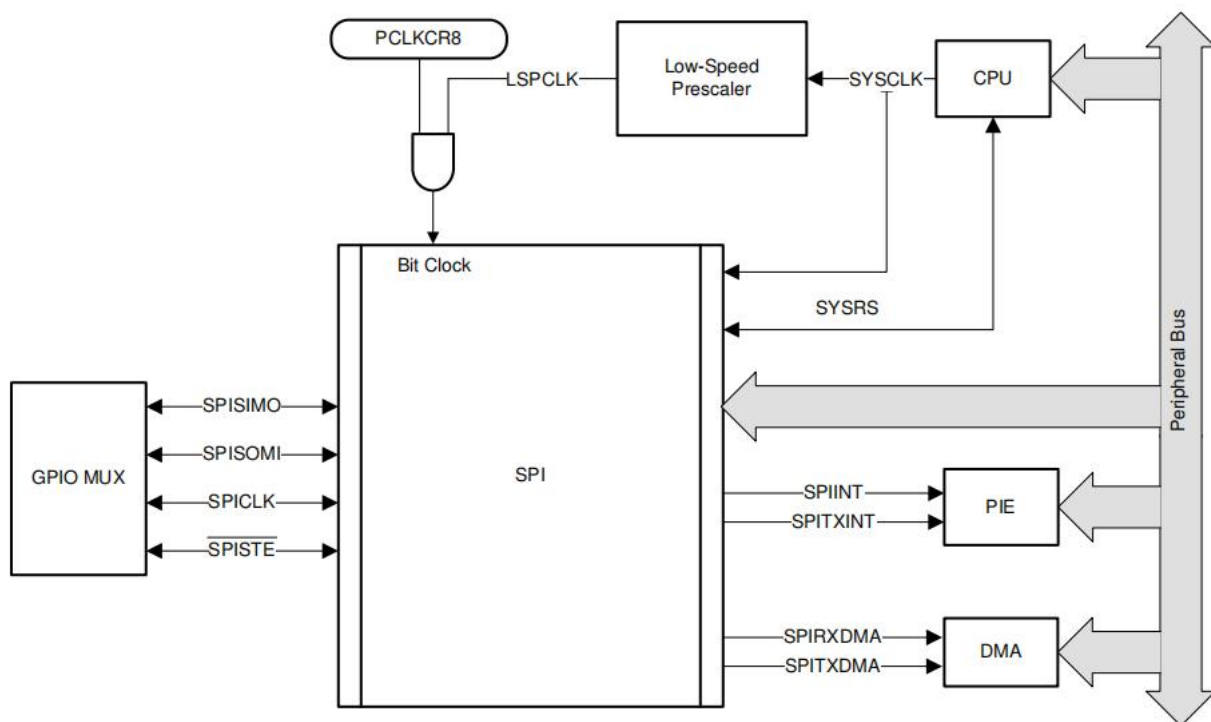 PCLKCR8
LSPCLK
Low-Speed
Prescaler
SYSCLK
CPU
Bit Clock
SYSRS
Peripheral Bus
GPIO MUX
SPISIMO
SPISOMI
SPICLK
SPISTE
SPI
SPIINT
SPITXINT
PIE
SPIRXDMA
SPITXDMA
DMA